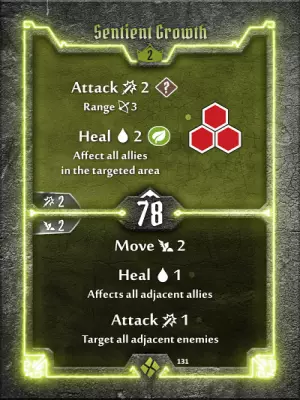 Sentient Growth
2
Attack 2 ?
Range 3
Heal 2
Affect all allies
in the targeted area
2
78
2
Move 2
Heal 1
Affects all adjacent allies
Attack 1
Target all adjacent enemies
131